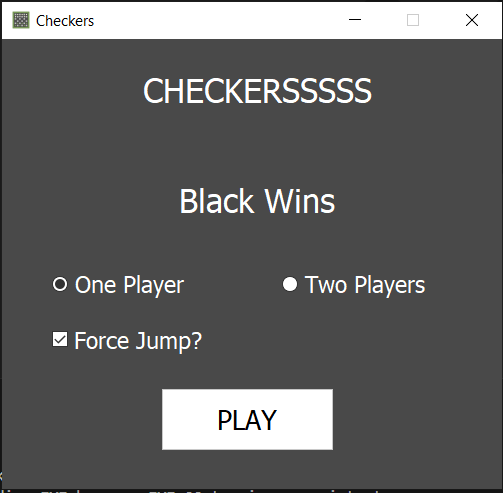 Checkers
CHECKERSSSSS
Black Wins
One Player Two Players
Force Jump?
PLAY